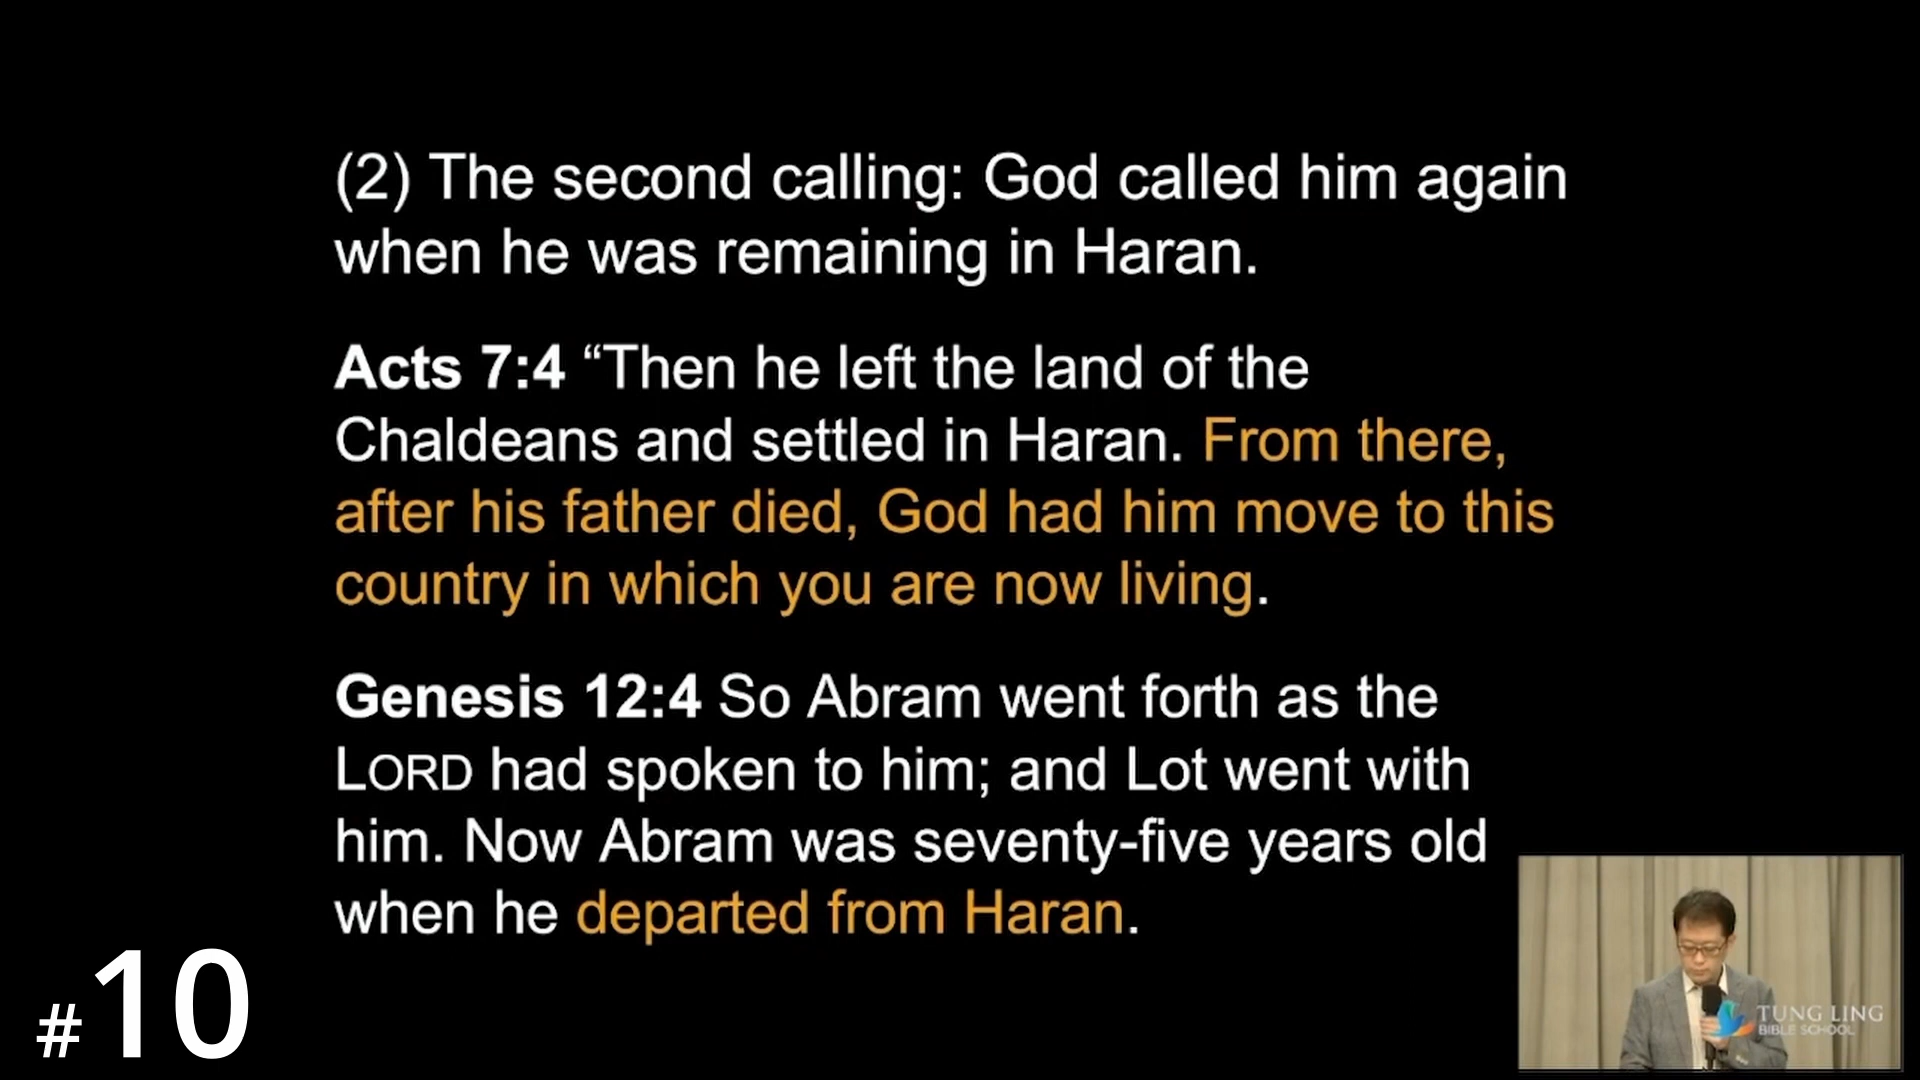 (2) The second calling: God called him again
when he was remaining in Haran.
Acts 7:4 “Then he left the land of the
Chaldeans and settled in Haran. From there,
after his father died, God had him move to this
country in which you are now living.
Genesis 12:4 So Abram went forth as the
LORD had spoken to him; and Lot went with
him. Now Abram was seventy-five years old
when he departed from Haran.
#10
TUNG LING
BIBLE SCHOOL